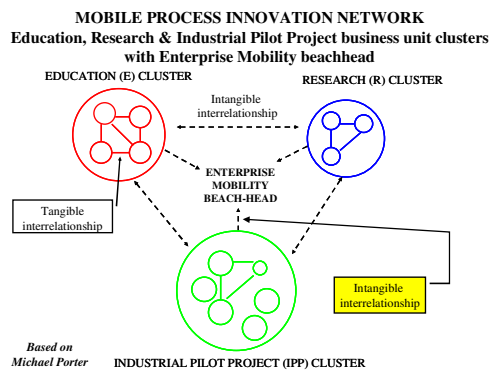 MOBILE PROCESS INNOVATION NETWORK
Education, Research & Industrial Pilot Project business unit clusters
with Enterprise Mobility beachhead
EDUCATION (E) CLUSTER
RESEARCH (R) CLUSTER
Intangible
interrelationship
ENTERPRISE
MOBILITY
BEACH-HEAD
Tangible
interrelationship
Intangible
interrelationship
Based on
Michael Porter
INDUSTRIAL PILOT PROJECT (IPP) CLUSTER